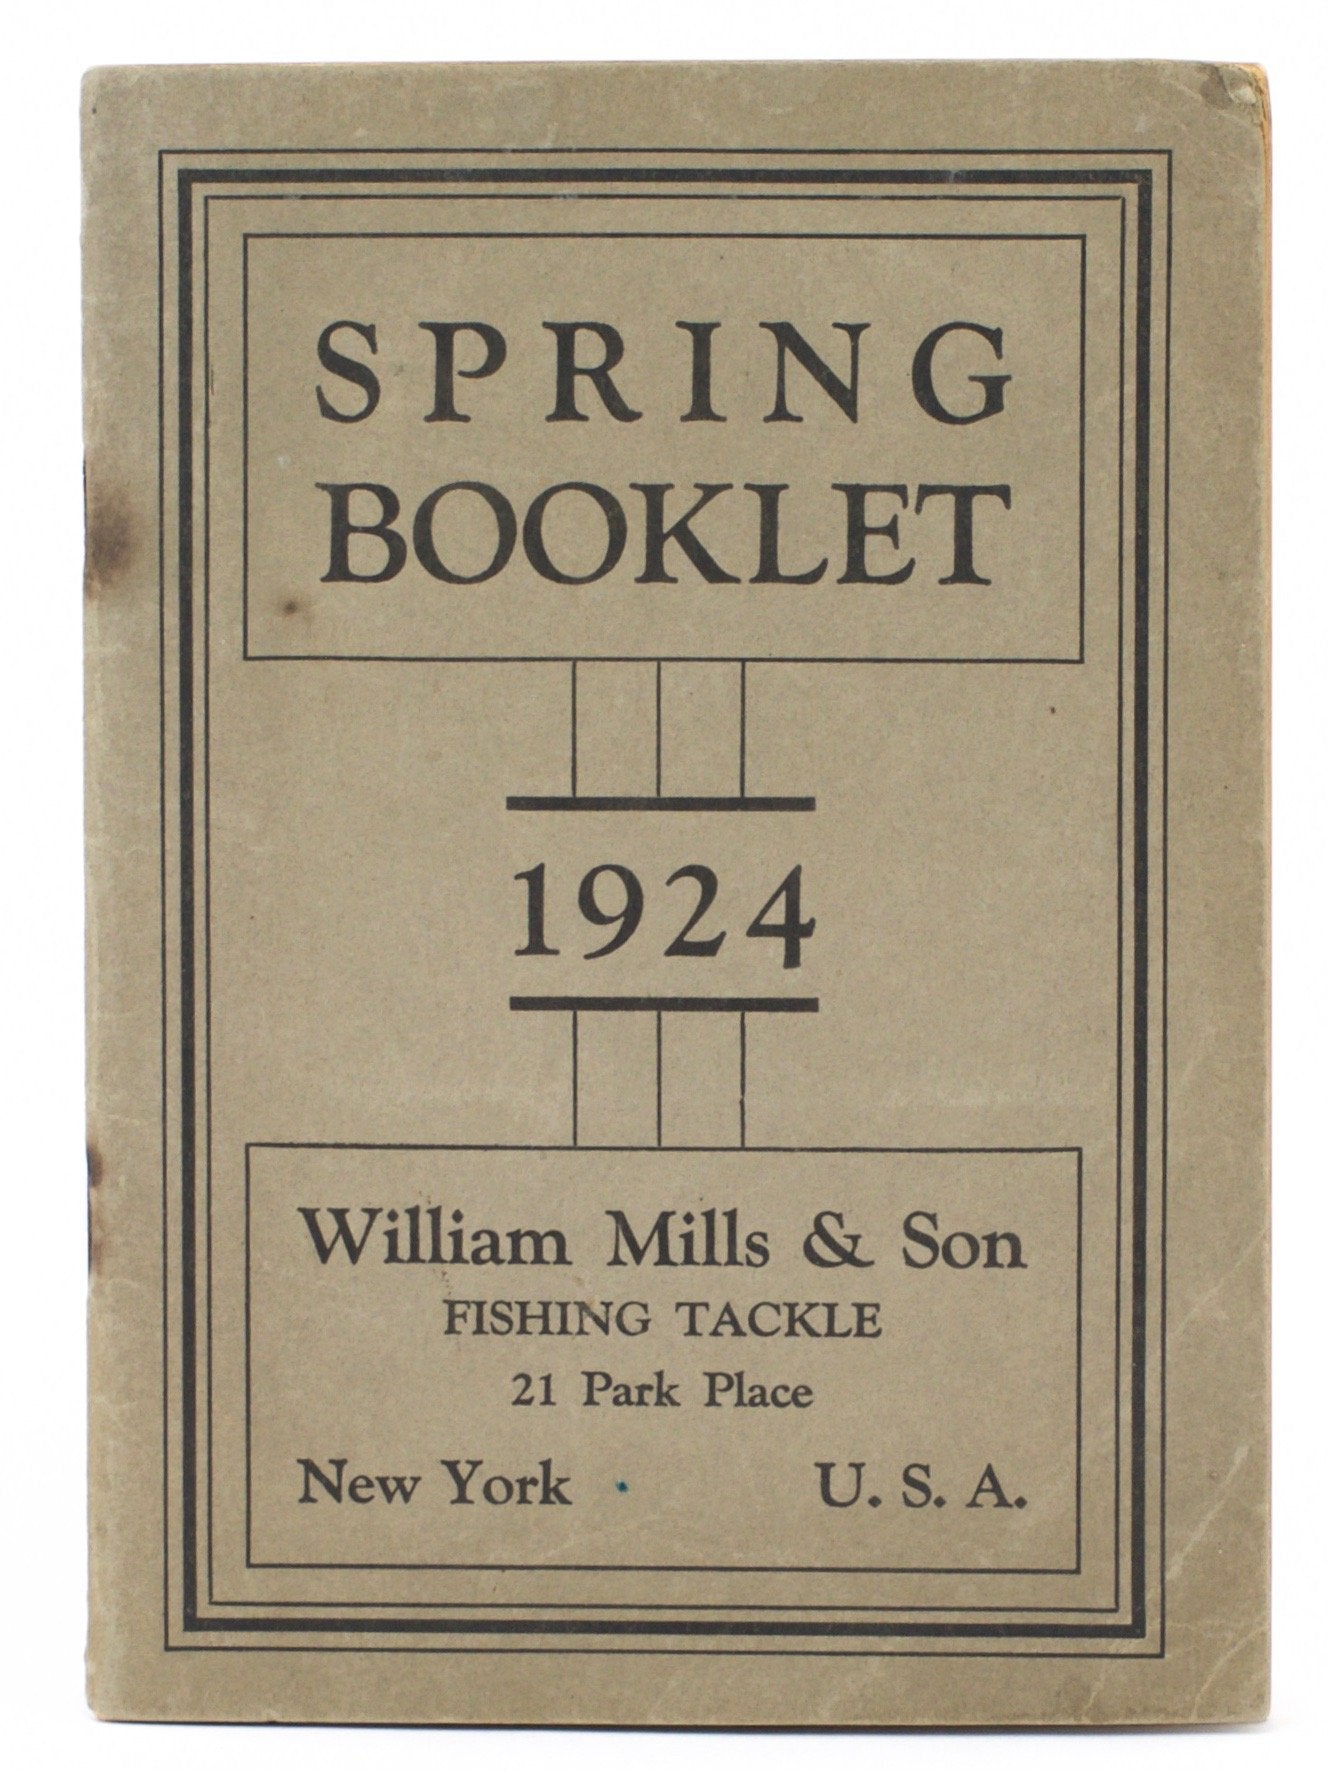 SPRING
BOOKLET
1924
William Mills & Son
FISHING TACKLE
21 Park Place
New York U. S. A.